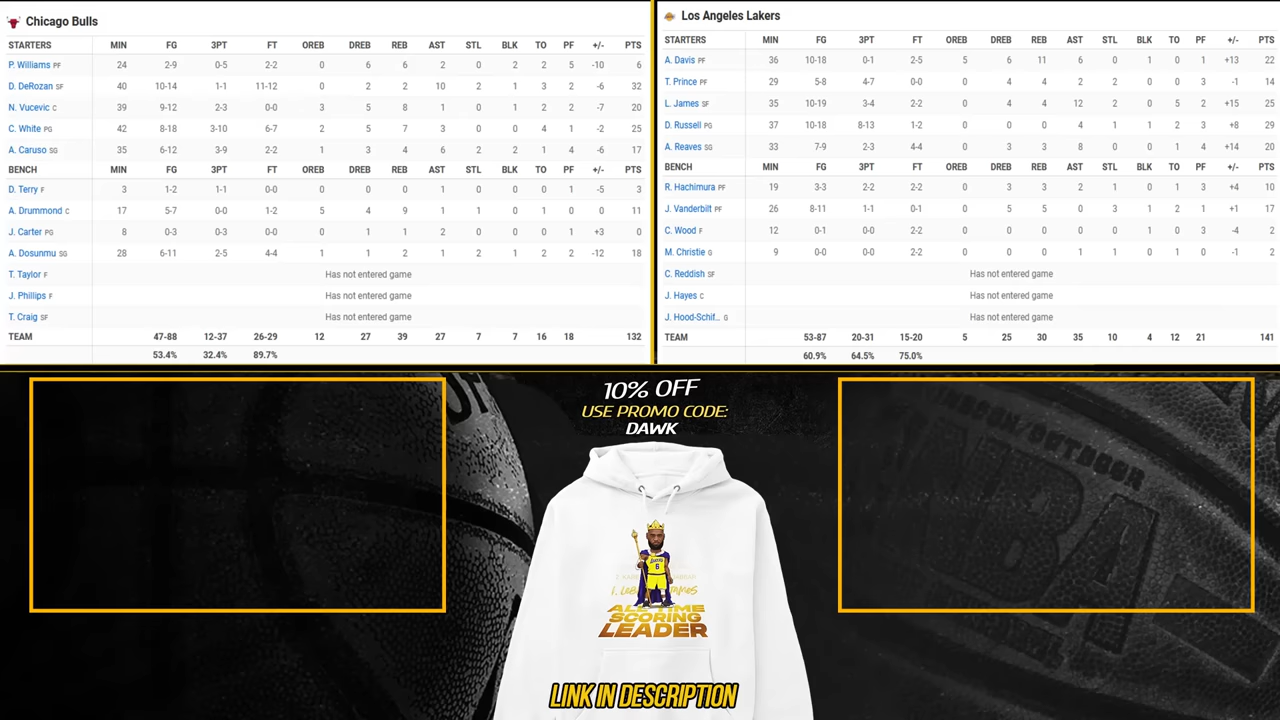 Chicago Bulls
STARTERS MIN FG 3PT FT OREB DREB REB AST STL BLK TO PF +/- PTS
P. Williams PF 24 2-9 0-5 2-2 0 6 6 2 0 2 2 5 -10 6
D. DeRozan SF 40 10-14 1-1 11-12 0 2 2 10 2 1 3 2 -6 32
N. Vucevic C 39 9-12 2-3 0-0 3 5 8 3 0 1 2 2 -7 20
C. White PG 42 8-18 3-10 6-7 2 5 7 3 0 0 4 1 -2 25
A. Caruso SG 35 6-12 3-9 2-2 1 3 4 6 2 2 1 4 -6 17
BENCH MIN FG 3PT FT OREB DREB REB AST STL BLK TO PF +/- PTS
D. Terry F 3 1-2 1-1 0-0 0 0 0 1 0 0 0 1 -5 3
A. Drummond C 17 5-7 0-0 1-2 5 4 9 1 1 0 1 0 0 11
J. Carter PG 8 0-3 0-3 0-0 0 1 1 2 0 0 0 1 +3 0
A. Dosunmu SG 28 6-11 2-5 4-4 1 1 2 1 2 1 2 2 -12 18
T. Taylor F Has not entered game
J. Phillips F Has not entered game
T. Craig SF Has not entered game
TEAM 47-88 12-37 26-29 12 27 39 27 7 7 16 18 132
53.4% 32.4% 89.7%
Los Angeles Lakers
STARTERS MIN FG 3PT FT OREB DREB REB AST STL BLK TO PF +/- PTS
A. Davis PF 36 10-18 0-1 2-5 5 6 11 6 0 1 0 1 +13 22
T. Prince PF 29 5-8 4-7 0-0 0 4 4 2 2 0 0 3 -1 14
L. James SF 35 10-19 3-4 2-2 0 4 4 12 2 0 5 2 +15 25
D. Russell PG 37 10-18 8-13 1-2 0 0 0 4 1 1 2 3 +8 29
A. Reaves SG 33 7-9 2-3 4-4 0 3 3 8 0 0 1 4 +14 20
BENCH MIN FG 3PT FT OREB DREB REB AST STL BLK TO PF +/- PTS
R. Hachimura PF 19 3-3 2-2 2-2 0 3 3 2 1 0 1 3 +4 10
J. Vanderbilt PF 26 8-11 1-1 0-1 0 5 5 0 3 1 2 1 +1 17
C. Wood F 12 0-1 0-0 2-2 0 0 0 0 0 1 0 3 -4 2
M. Christie G 9 0-0 0-0 2-2 0 0 0 1 1 0 1 0 -1 2
C. Reddish SF Has not entered game
J. Hayes C Has not entered game
J. Hood-Schif... G Has not entered game
TEAM 53-87 20-31 15-20 5 25 30 35 10 4 12 21 141
60.9% 64.5% 75.0%
10% OFF
USE PROMO CODE:
DAWK
ALL TIME
SCORING
LEADER
LINK IN DESCRIPTION